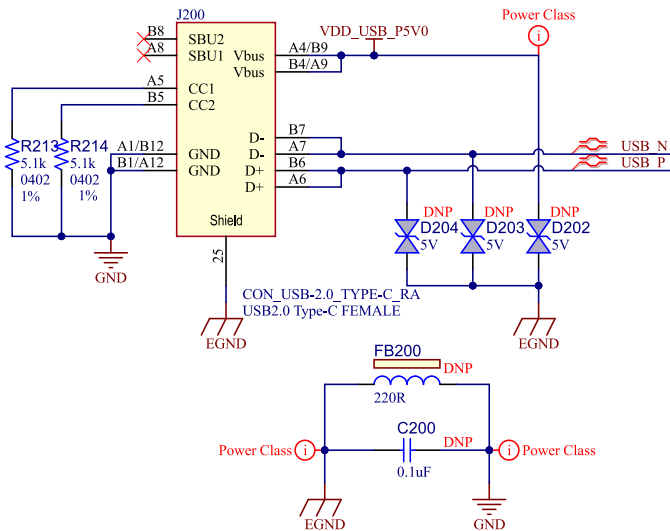 J200
VDD_USB_P5V0
Power Class
i
B8
SBU2
A8
SBU1
Vbus
A4/B9
Vbus
B4/A9
A5
CC1
B5
CC2
R213
5.1k
0402
1%
R214
5.1k
0402
1%
A1/B12
GND
B1/A12
GND
D-
B7
D-
A7
D+
B6
D+
A6
USB_N
USB_P
Shield
25
GND
DNP
D204
5V
DNP
D203
5V
DNP
D202
5V
CON_USB-2.0_TYPE-C_RA
USB2.0 Type-C FEMALE
EGND
EGND
FB200
DNP
220R
C200
DNP
0.1uF
Power Class
i
i
Power Class
EGND
GND